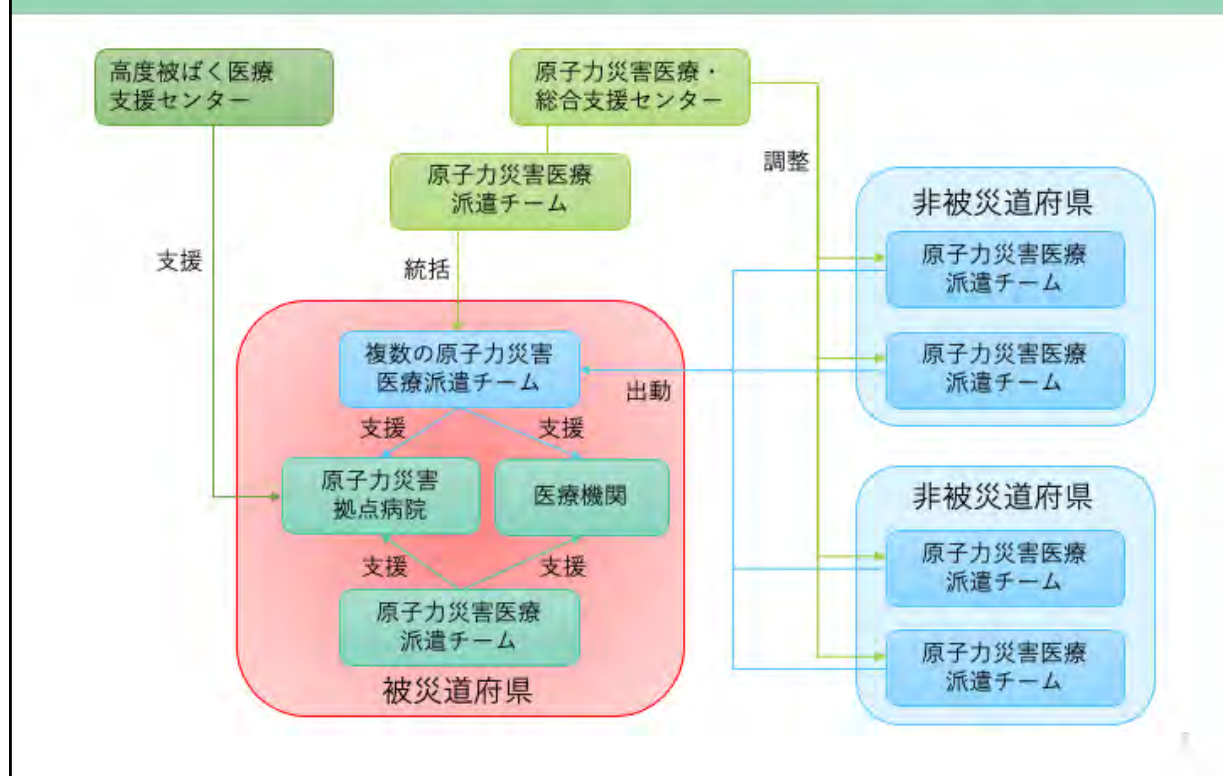 高度被ばく医療
支援センター
原子力災害医療・
総合支援センター
原子力災害医療
派遣チーム
調整
支援
統括
非被災道府県
原子力災害医療
派遣チーム
原子力災害医療
派遣チーム
複数の原子力災害
医療派遣チーム
出動
支援
支援
原子力災害
拠点病院
医療機関
支援
支援
原子力災害医療
派遣チーム
被災道府県
非被災道府県
原子力災害医療
派遣チーム
原子力災害医療
派遣チーム